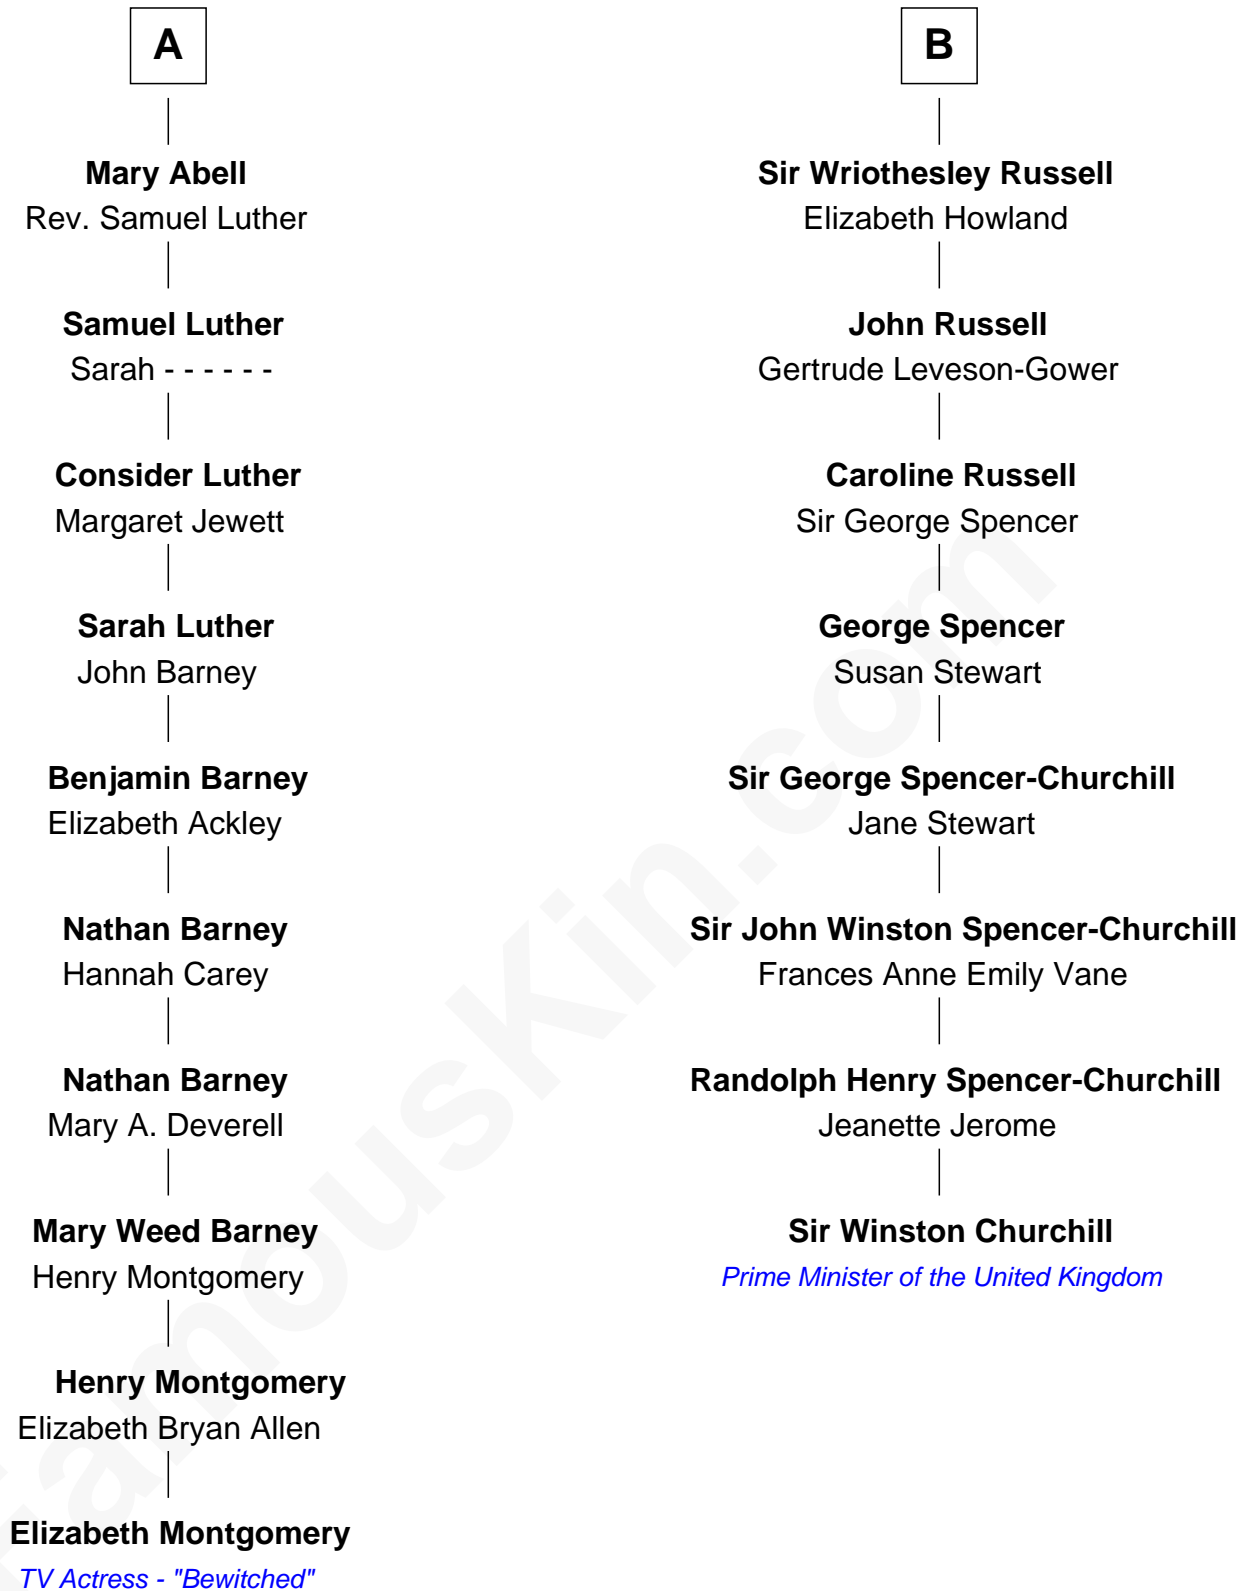 A
Mary Abell
Rev. Samuel Luther
Samuel Luther
Sarah - - - - - -
Consider Luther
Margaret Jewett
Sarah Luther
John Barney
Benjamin Barney
Elizabeth Ackley
Nathan Barney
Hannah Carey
Nathan Barney
Mary A. Deverell
Mary Weed Barney
Henry Montgomery
Henry Montgomery
Elizabeth Bryan Allen
Elizabeth Montgomery
TV Actress - "Bewitched"
B
Sir Wriothesley Russell
Elizabeth Howland
John Russell
Gertrude Leveson-Gower
Caroline Russell
Sir George Spencer
George Spencer
Susan Stewart
Sir George Spencer-Churchill
Jane Stewart
Sir John Winston Spencer-Churchill
Frances Anne Emily Vane
Randolph Henry Spencer-Churchill
Jeanette Jerome
Sir Winston Churchill
Prime Minister of the United Kingdom
FamousKin.com